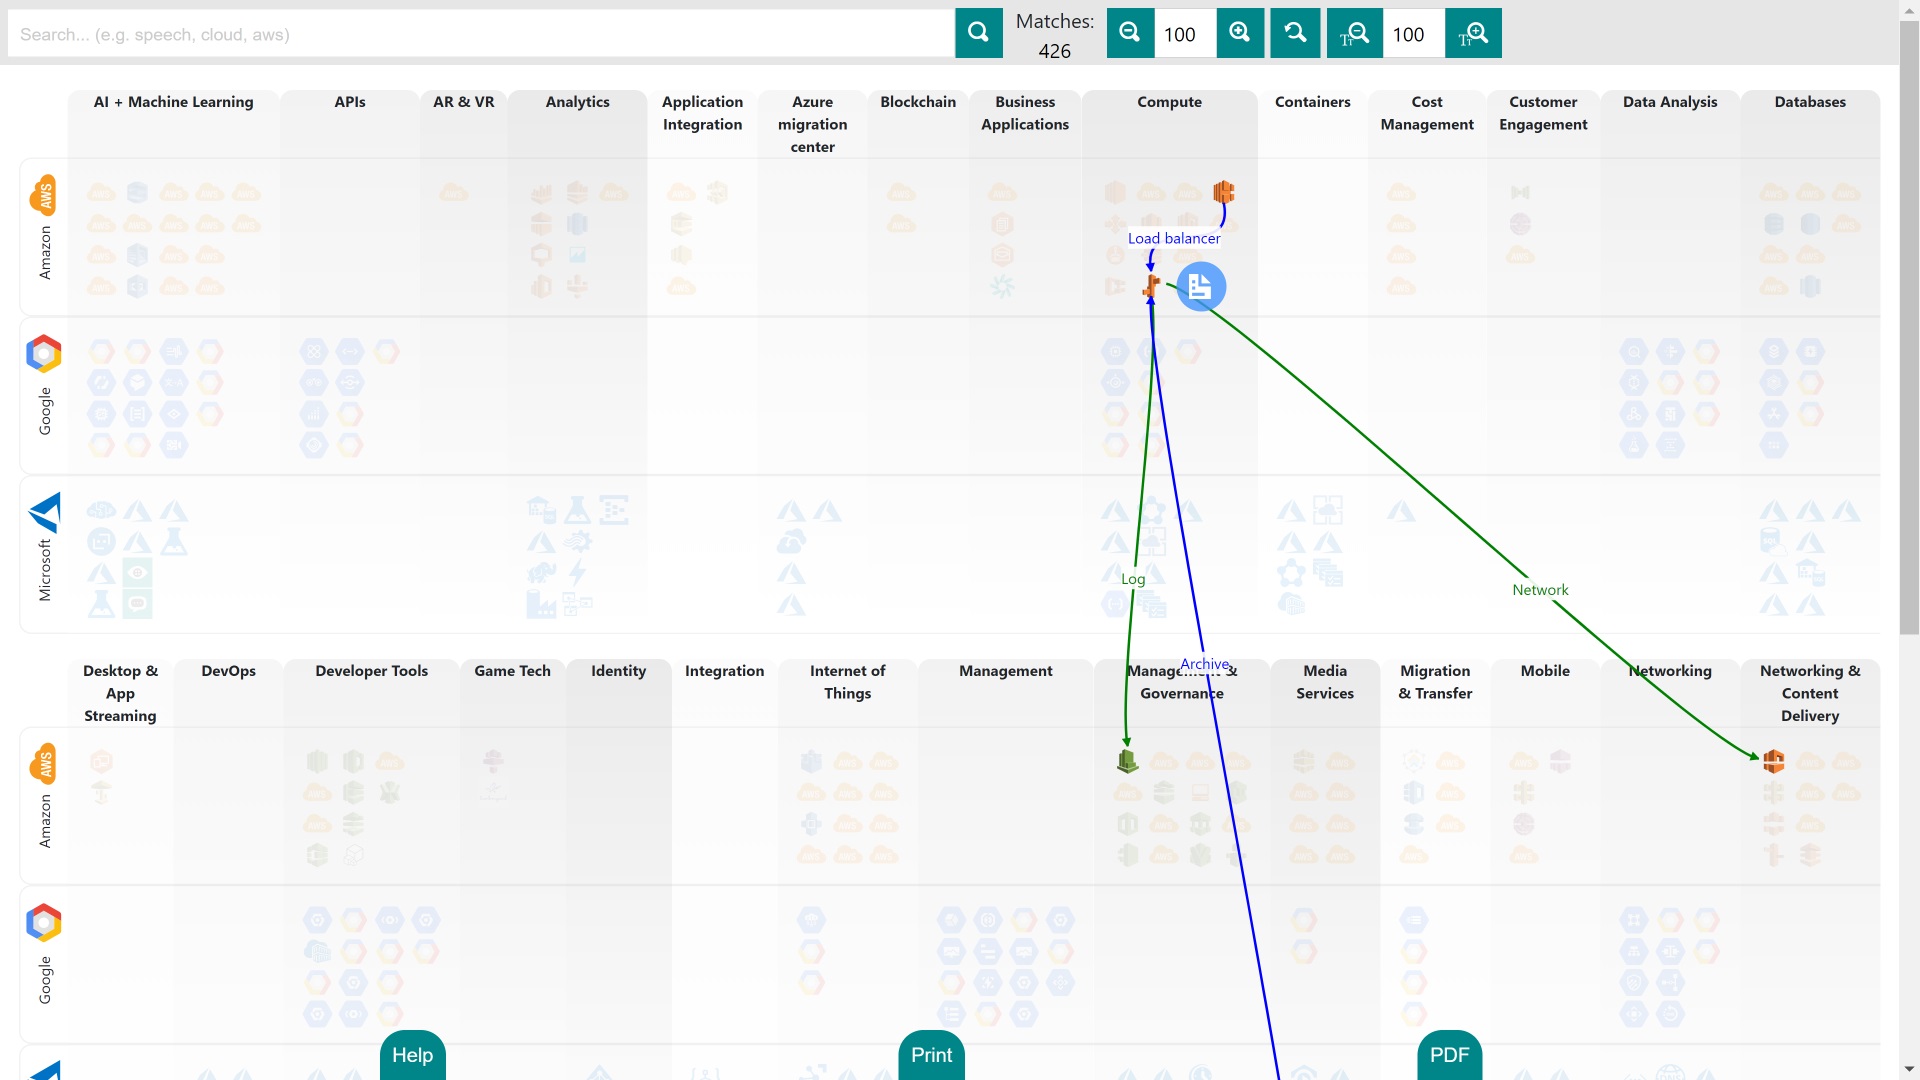 Search... (e.g. speech, cloud, aws)
Matches:
426
100
100
AI + Machine Learning
APIs
AR & VR
Analytics
Application
Integration
Azure
migration
center
Blockchain
Business
Applications
Compute
Containers
Cost
Management
Customer
Engagement
Data Analysis
Databases
AWS
Amazon
Load balancer
Google
Microsoft
Log
Network
Archive
Desktop &
App
Streaming
DevOps
Developer Tools
Game Tech
Identity
Integration
Internet of
Things
Management
Management &
Governance
Media
Services
Migration
& Transfer
Mobile
Networking
Networking &
Content
Delivery
AWS
Amazon
Google
Help
Print
PDF